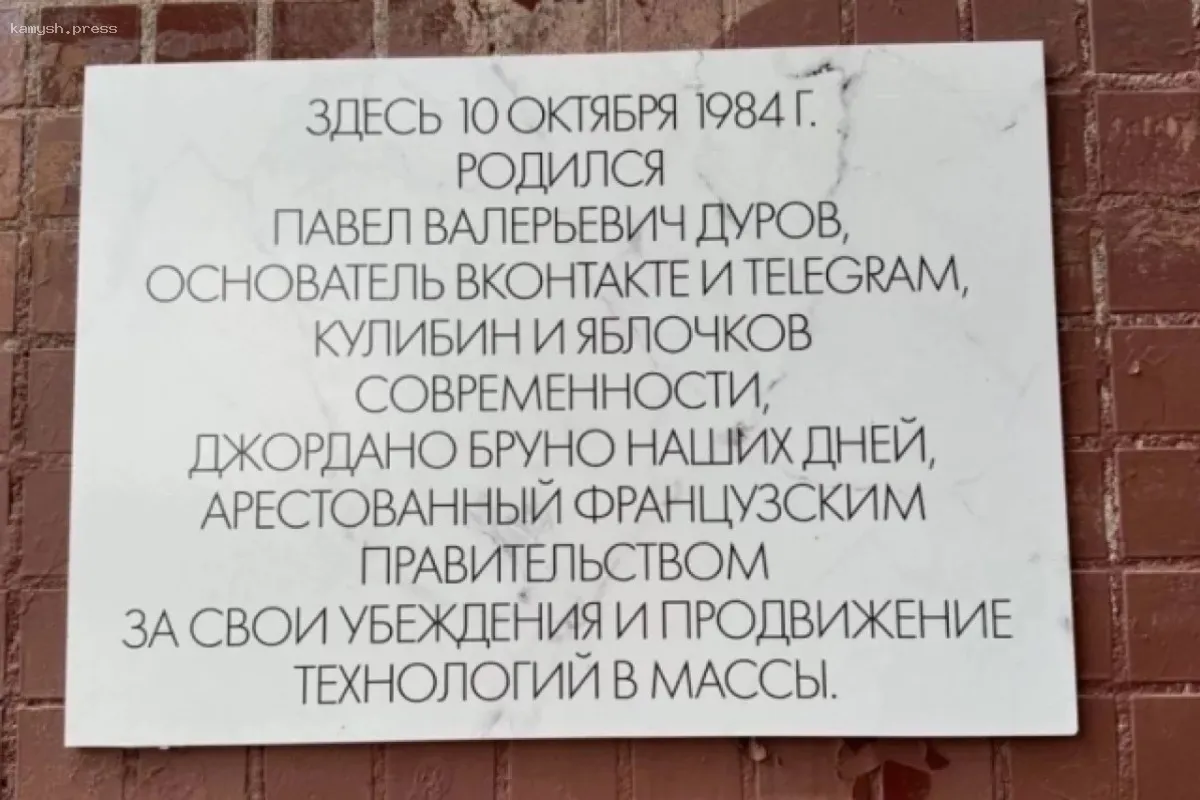 kamysh.press
ЗДЕСЬ 10 ОКТЯБРЯ 1984 Г.
РОДИЛСЯ
ПАВЕЛ ВАЛЕРЬЕВИЧ ДУРОВ,
ОСНОВАТЕЛЬ ВКОНТАКТЕ И TELEGRAM,
КУЛИБИН И ЯБЛОЧКОВ
СОВРЕМЕННОСТИ,
ДЖОРДАНО БРУНО НАШИХ ДНЕЙ,
АРЕСТОВАННЫЙ ФРАНЦУЗСКИМ
ПРАВИТЕЛЬСТВОМ
ЗА СВОИ УБЕЖДЕНИЯ И ПРОДВИЖЕНИЕ
ТЕХНОЛОГИЙ В МАССЫ.